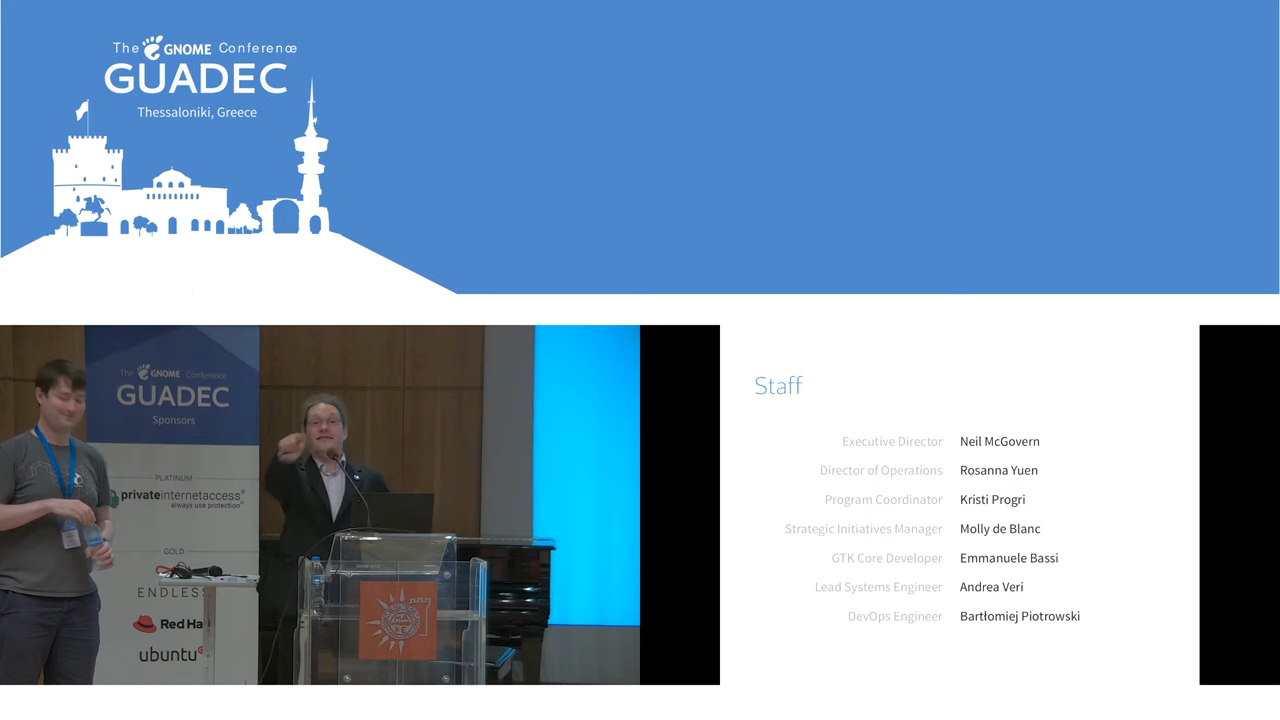 The GNOME Conference
GUADEC
Thessaloniki, Greece
The GNOME Conference
GUADEC
Sponsors
PLATINUM
privateinternetaccess®
always use protection®
GOLD
ENDLESS
Red Ha
ubuntu
Staff
Executive Director Neil McGovern
Director of Operations Rosanna Yuen
Program Coordinator Kristi Progri
Strategic Initiatives Manager Molly de Blanc
GTK Core Developer Emmanuele Bassi
Lead Systems Engineer Andrea Veri
DevOps Engineer Bartłomiej Piotrowski